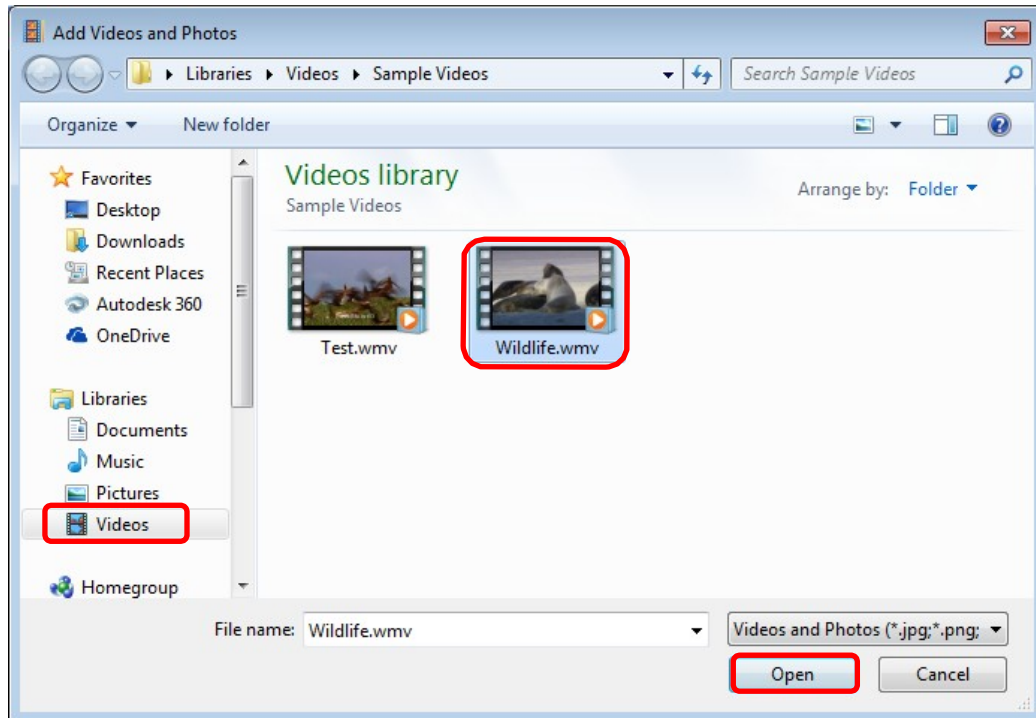 Add Videos and Photos
Libraries Videos Sample Videos
Search Sample Videos
Organize
New folder
Favorites
Desktop
Downloads
Recent Places
Autodesk 360
OneDrive
Libraries
Documents
Music
Pictures
Videos
Homegroup
Videos library
Sample Videos
Arrange by: Folder
Test.wmv
Wildlife.wmv
File name: Wildlife.wmv
Videos and Photos (*.jpg;*.png;
Open
Cancel